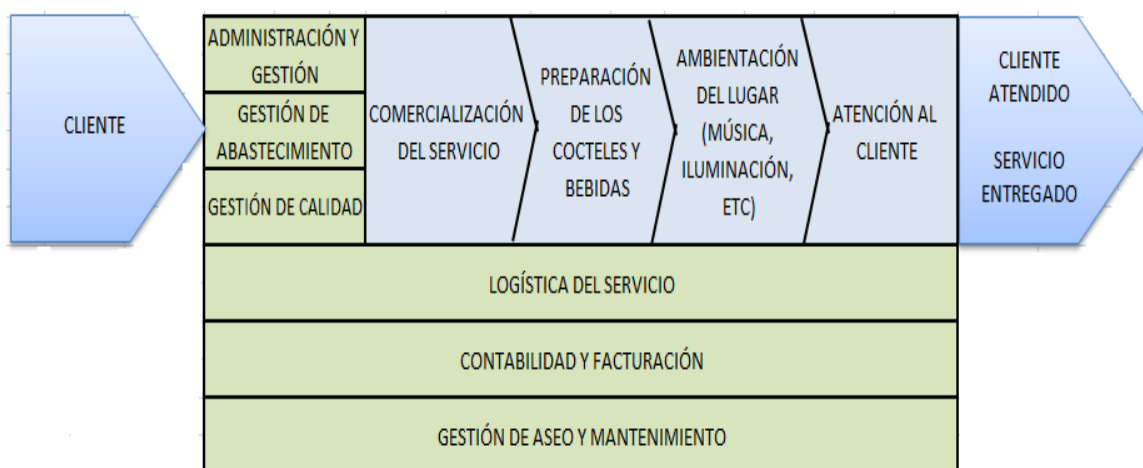 CLIENTE
ADMINISTRACIÓN Y
GESTIÓN
GESTIÓN DE
ABASTECIMIENTO
GESTIÓN DE CALIDAD
COMERCIALIZACIÓN
DEL SERVICIO
PREPARACIÓN
DE LOS
COCTELES Y
BEBIDAS
AMBIENTACIÓN
DEL LUGAR
(MÚSICA,
ILUMINACIÓN,
ETC)
ATENCIÓN AL
CLIENTE
CLIENTE
ATENDIDO
SERVICIO
ENTREGADO
LOGÍSTICA DEL SERVICIO
CONTABILIDAD Y FACTURACIÓN
GESTIÓN DE ASEO Y MANTENIMIENTO